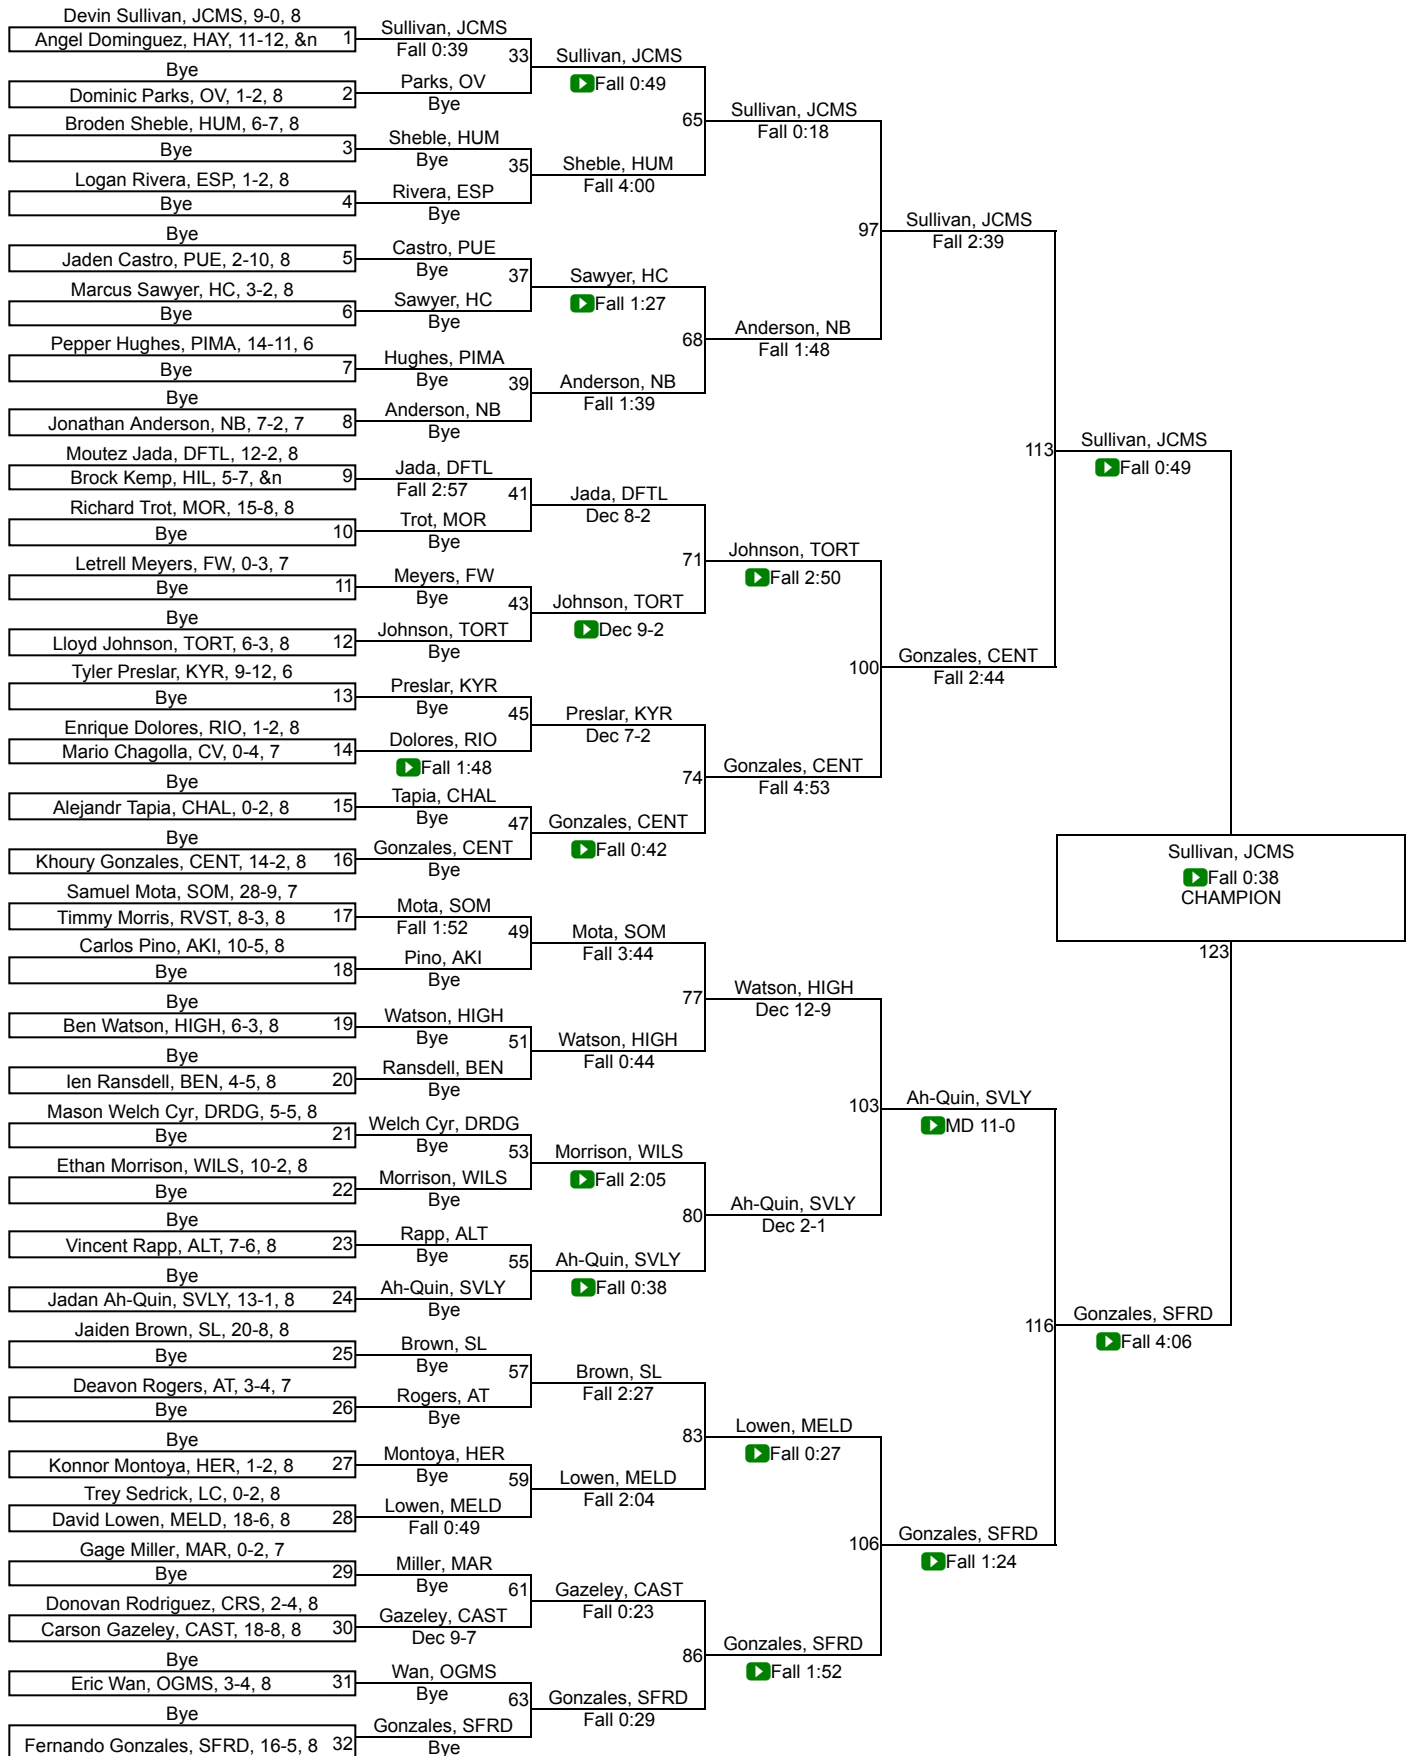 Devin Sullivan, JCMS, 9-0, 8
Angel Dominguez, HAY, 11-12, &n 1
Bye
Dominic Parks, OV, 1-2, 8 2
Broden Sheble, HUM, 6-7, 8
Bye 3
Logan Rivera, ESP, 1-2, 8
Bye 4
Bye
Jaden Castro, PUE, 2-10, 8 5
Marcus Sawyer, HC, 3-2, 8
Bye 6
Pepper Hughes, PIMA, 14-11, 6
Bye 7
Bye
Jonathan Anderson, NB, 7-2, 7 8
Moutez Jada, DFTL, 12-2, 8
Brock Kemp, HIL, 5-7, &n 9
Richard Trot, MOR, 15-8, 8
Bye 10
Letrell Meyers, FW, 0-3, 7
Bye 11
Bye
Lloyd Johnson, TORT, 6-3, 8 12
Tyler Preslar, KYR, 9-12, 6
Bye 13
Enrique Dolores, RIO, 1-2, 8
Mario Chagolla, CV, 0-4, 7 14
Bye
Alejandr Tapia, CHAL, 0-2, 8 15
Bye
Khoury Gonzales, CENT, 14-2, 8 16
Samuel Mota, SOM, 28-9, 7
Timmy Morris, RVST, 8-3, 8 17
Carlos Pino, AKI, 10-5, 8
Bye 18
Bye
Ben Watson, HIGH, 6-3, 8 19
Bye
Ien Ransdell, BEN, 4-5, 8 20
Mason Welch Cyr, DRDG, 5-5, 8
Bye 21
Ethan Morrison, WILS, 10-2, 8
Bye 22
Bye
Vincent Rapp, ALT, 7-6, 8 23
Bye
Jadan Ah-Quin, SVLY, 13-1, 8 24
Jaiden Brown, SL, 20-8, 8
Bye 25
Deavon Rogers, AT, 3-4, 7
Bye 26
Bye
Konnor Montoya, HER, 1-2, 8 27
Trey Sedrick, LC, 0-2, 8
David Lowen, MELD, 18-6, 8 28
Gage Miller, MAR, 0-2, 7
Bye 29
Donovan Rodriguez, CRS, 2-4, 8
Carson Gazeley, CAST, 18-8, 8 30
Bye
Eric Wan, OGMS, 3-4, 8 31
Bye
Fernando Gonzales, SFRD, 16-5, 8 32
Sullivan, JCMS
Fall 0:39
33
Parks, OV
Bye
Sheble, HUM
Bye
35
Rivera, ESP
Bye
Castro, PUE
Bye
37
Sawyer, HC
Bye
Hughes, PIMA
Bye
39
Anderson, NB
Bye
Jada, DFTL
Fall 2:57
41
Trot, MOR
Bye
Meyers, FW
Bye
43
Johnson, TORT
Bye
Preslar, KYR
Bye
45
Dolores, RIO
Fall 1:48
Tapia, CHAL
Bye
47
Gonzales, CENT
Bye
Mota, SOM
Fall 1:52
49
Pino, AKI
Bye
Watson, HIGH
Bye
51
Ransdell, BEN
Bye
Welch Cyr, DRDG
Bye
53
Morrison, WILS
Bye
Rapp, ALT
Bye
55
Ah-Quin, SVLY
Bye
Brown, SL
Bye
57
Rogers, AT
Bye
Montoya, HER
Bye
59
Lowen, MELD
Fall 0:49
Miller, MAR
Bye
61
Gazeley, CAST
Dec 9-7
Wan, OGMS
Bye
63
Gonzales, SFRD
Bye
Sullivan, JCMS
Fall 0:49
65
Sheble, HUM
Fall 4:00
Sawyer, HC
Fall 1:27
68
Anderson, NB
Fall 1:39
Jada, DFTL
Dec 8-2
71
Johnson, TORT
Dec 9-2
Preslar, KYR
Dec 7-2
74
Gonzales, CENT
Fall 0:42
Mota, SOM
Fall 3:44
77
Watson, HIGH
Fall 0:44
Morrison, WILS
Fall 2:05
80
Ah-Quin, SVLY
Fall 0:38
Brown, SL
Fall 2:27
83
Lowen, MELD
Fall 2:04
Gazeley, CAST
Fall 0:23
86
Gonzales, SFRD
Fall 0:29
Sullivan, JCMS
Fall 0:18
97
Anderson, NB
Fall 1:48
Johnson, TORT
Fall 2:50
100
Gonzales, CENT
Fall 4:53
Watson, HIGH
Dec 12-9
103
Ah-Quin, SVLY
Dec 2-1
Lowen, MELD
Fall 0:27
106
Gonzales, SFRD
Fall 1:52
Sullivan, JCMS
Fall 2:39
113
Gonzales, CENT
Fall 2:44
Ah-Quin, SVLY
MD 11-0
116
Gonzales, SFRD
Fall 1:24
Sullivan, JCMS
Fall 0:49
Sullivan, JCMS
Fall 0:38
CHAMPION
123
Gonzales, SFRD
Fall 4:06